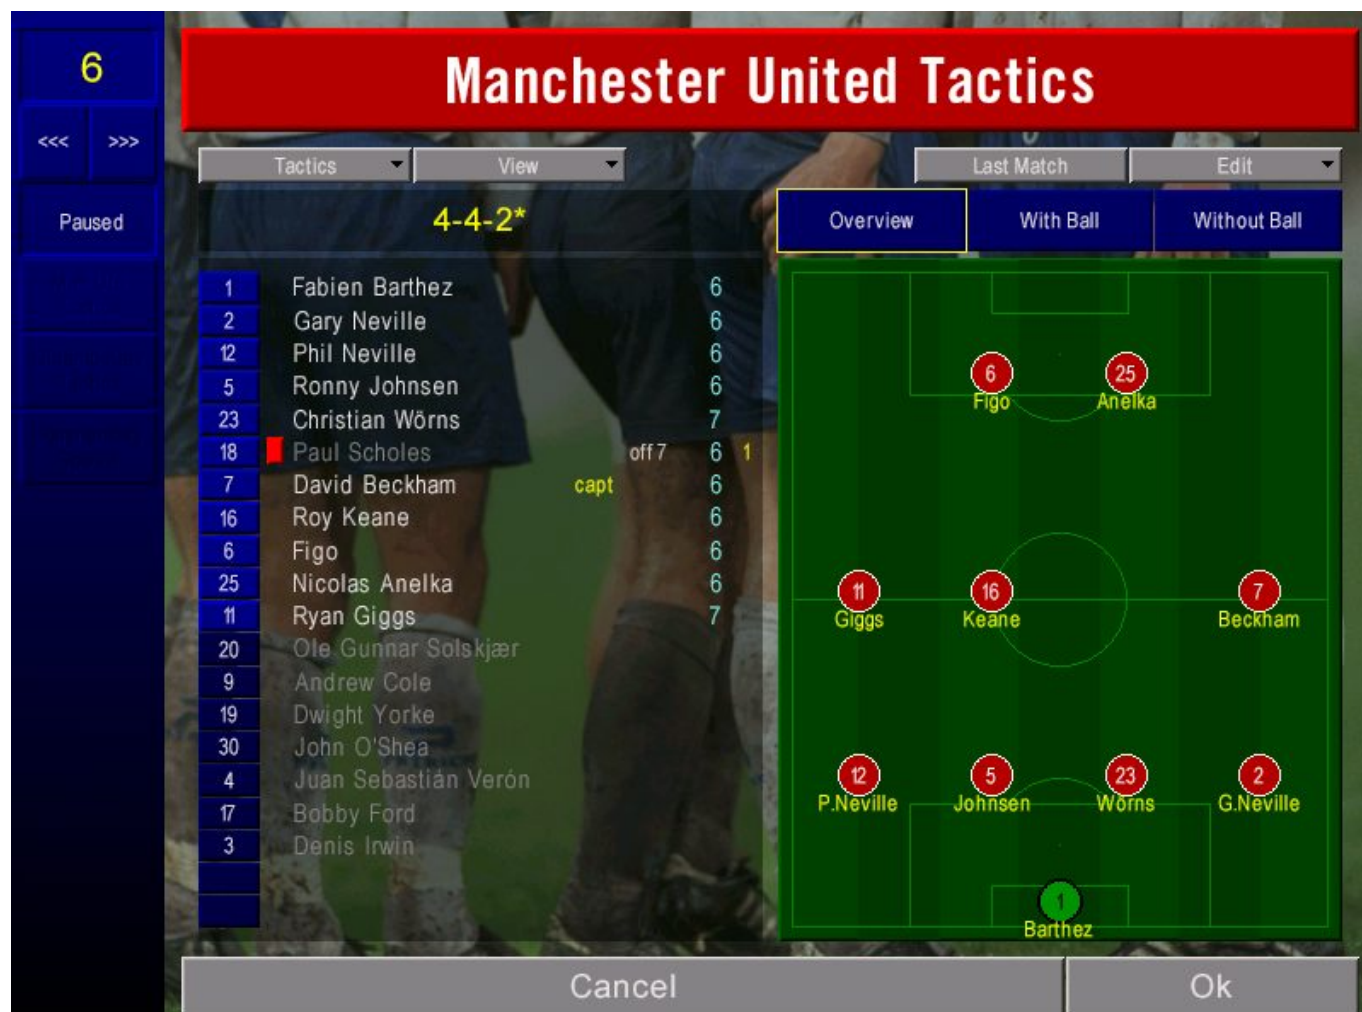 6
Manchester United Tactics
<<< >>>
Tactics View Last Match Edit
Paused
4-4-2*
Overview With Ball Without Ball
1 Fabien Barthez 6
2 Gary Neville 6
12 Phil Neville 6
5 Ronny Johnsen 6
23 Christian Wörns 7
18 Paul Scholes off 7 6 1
7 David Beckham capt 6
16 Roy Keane 6
6 Figo 6
25 Nicolas Anelka 6
11 Ryan Giggs 7
20 Ole Gunnar Solskjær
9 Andrew Cole
19 Dwight Yorke
30 John O'Shea
4 Juan Sebastián Verón
17 Bobby Ford
3 Denis Irwin
6 25
Figo Anelka
11 16 7
Giggs Keane Beckham
12 5 23 2
P.Neville Johnsen Wörns G.Neville
1
Barthez
Cancel Ok